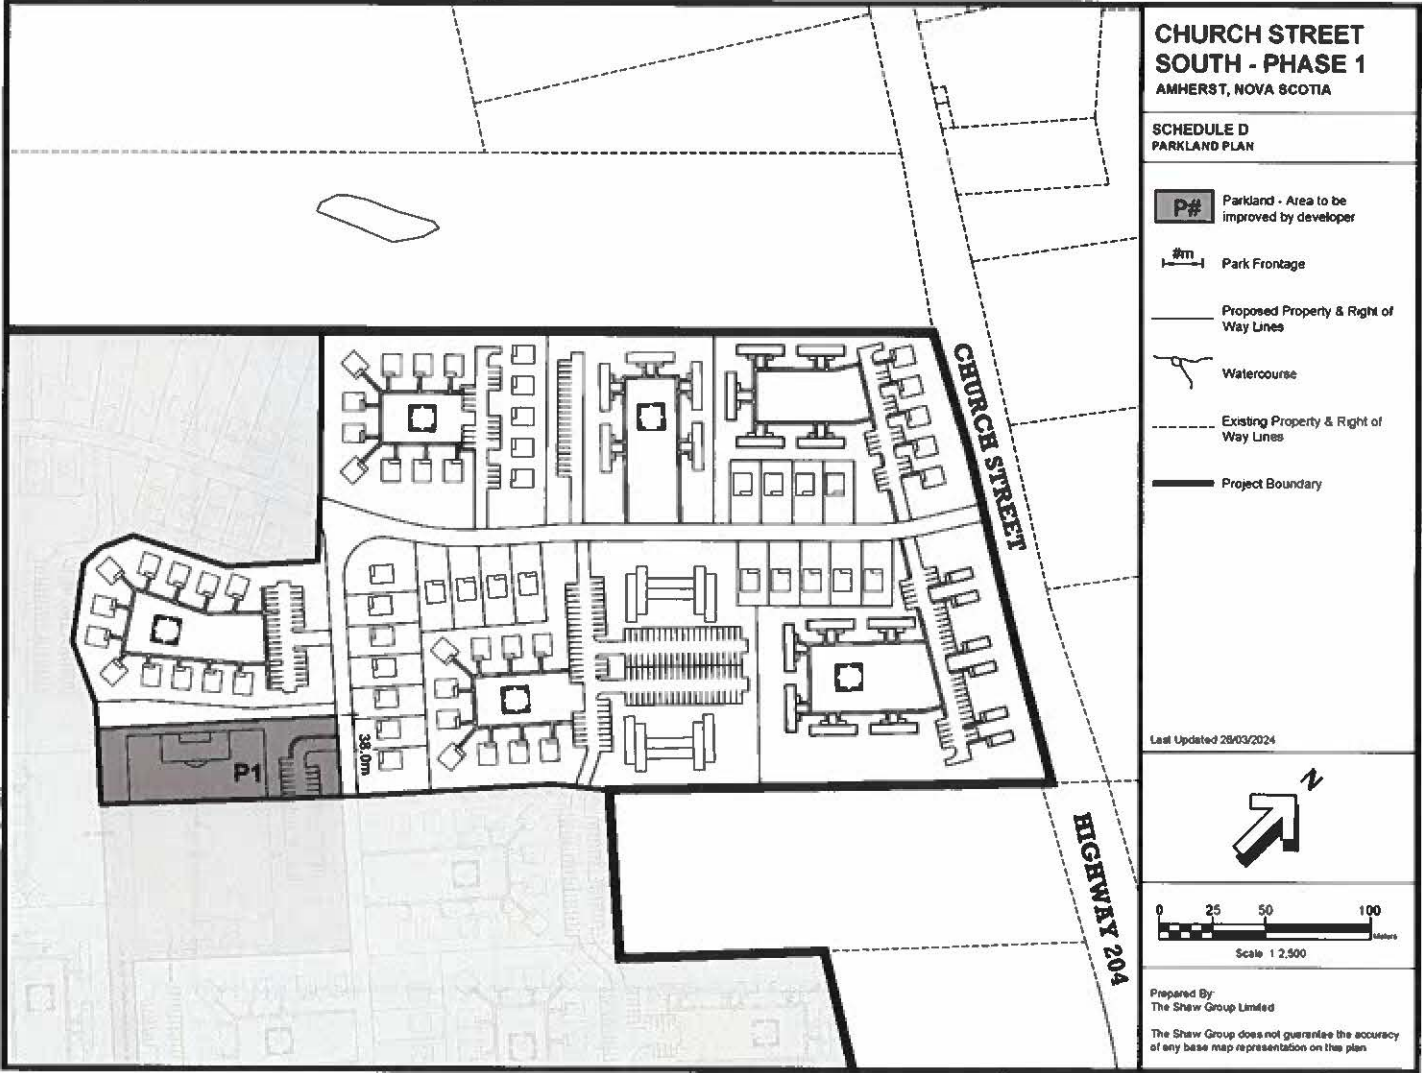 CHURCH STREET
SOUTH - PHASE 1
AMHERST, NOVA SCOTIA
SCHEDULE D
PARKLAND PLAN
P#
Parkland - Area to be
improved by developer
#m
Park Frontage
Proposed Property & Right of
Way Lines
Watercourse
Existing Property & Right of
Way Lines
Project Boundary
Last Updated 28/03/2024
N
0 25 50 100
Meters
Scale 1 2,500
Prepared By
The Shaw Group Limited
The Shaw Group does not guarantee the accuracy
of any base map representation on this plan
CHURCH STREET
HIGHWAY 204
38.0m
P1